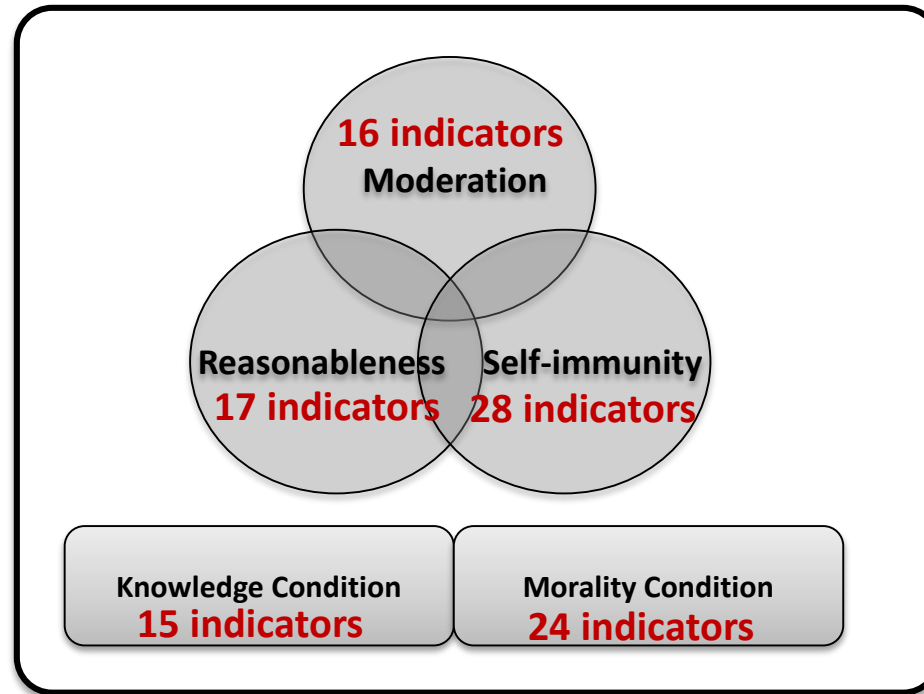 16 indicators
Moderation
Reasonableness
17 indicators
Self-immunity
28 indicators
Knowledge Condition
15 indicators
Morality Condition
24 indicators